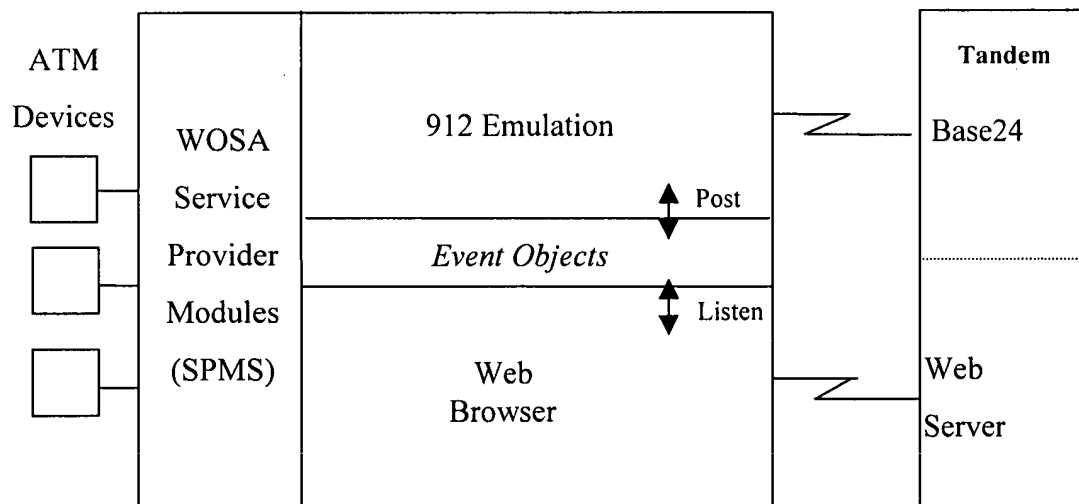 ATM
Devices
WOSA
Service
Provider
Modules
(SPMS)
912 Emulation
Post
Event Objects
Listen
Web
Browser
Tandem
Base24
Web
Server